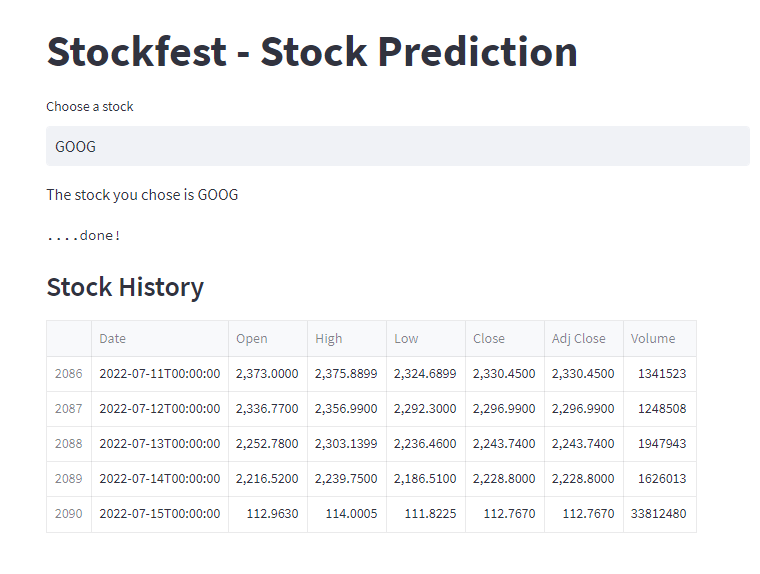 Stockfest - Stock Prediction
Choose a stock
GOOG
The stock you chose is GOOG
....done!
Stock History
Date Open High Low Close Adj Close Volume
2086 2022-07-11T00:00:00 2,373.0000 2,375.8899 2,324.6899 2,330.4500 2,330.4500 1341523
2087 2022-07-12T00:00:00 2,336.7700 2,356.9900 2,292.3000 2,296.9900 2,296.9900 1248508
2088 2022-07-13T00:00:00 2,252.7800 2,303.1399 2,236.4600 2,243.7400 2,243.7400 1947943
2089 2022-07-14T00:00:00 2,216.5200 2,239.7500 2,186.5100 2,228.8000 2,228.8000 1626013
2090 2022-07-15T00:00:00 112.9630 114.0005 111.8225 112.7670 112.7670 33812480